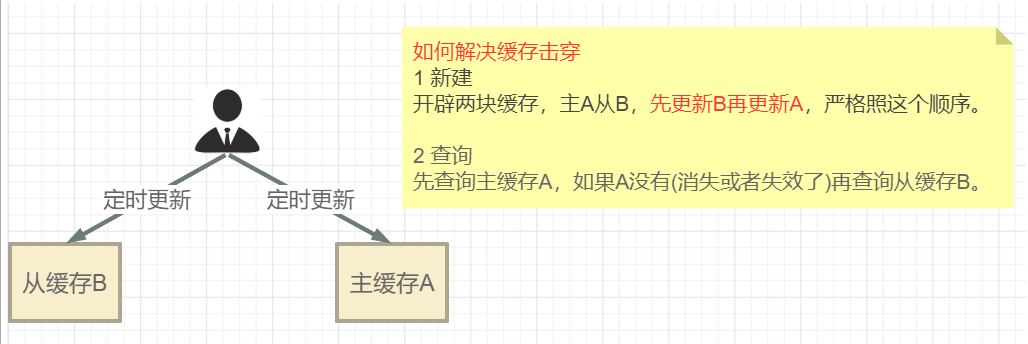 如何解决缓存击穿
1 新建
开辟两块缓存，主A从B，先更新B再更新A，严格照这个顺序。
2 查询
先查询主缓存A，如果A没有(消失或者失效了)再查询从缓存B。
定时更新
定时更新
从缓存B
主缓存A